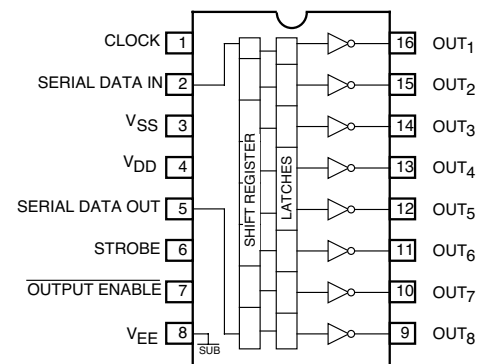 CLOCK 1 16 OUT1
SERIAL DATA IN 2 15 OUT2
VSS 3 14 OUT3
VDD 4 13 OUT4
SERIAL DATA OUT 5 12 OUT5
STROBE 6 11 OUT6
OUTPUT ENABLE 7 10 OUT7
VEE 8 9 OUT8
SUB
SHIFT REGISTER
LATCHES